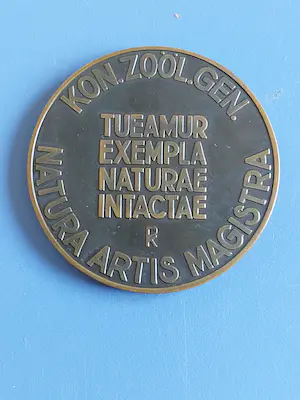 KON. ZOÖL. GEN.
TUEAMUR
EXEMPLA
NATURAE
INTACTAE
R
NATURA ARTIS MAGISTRA